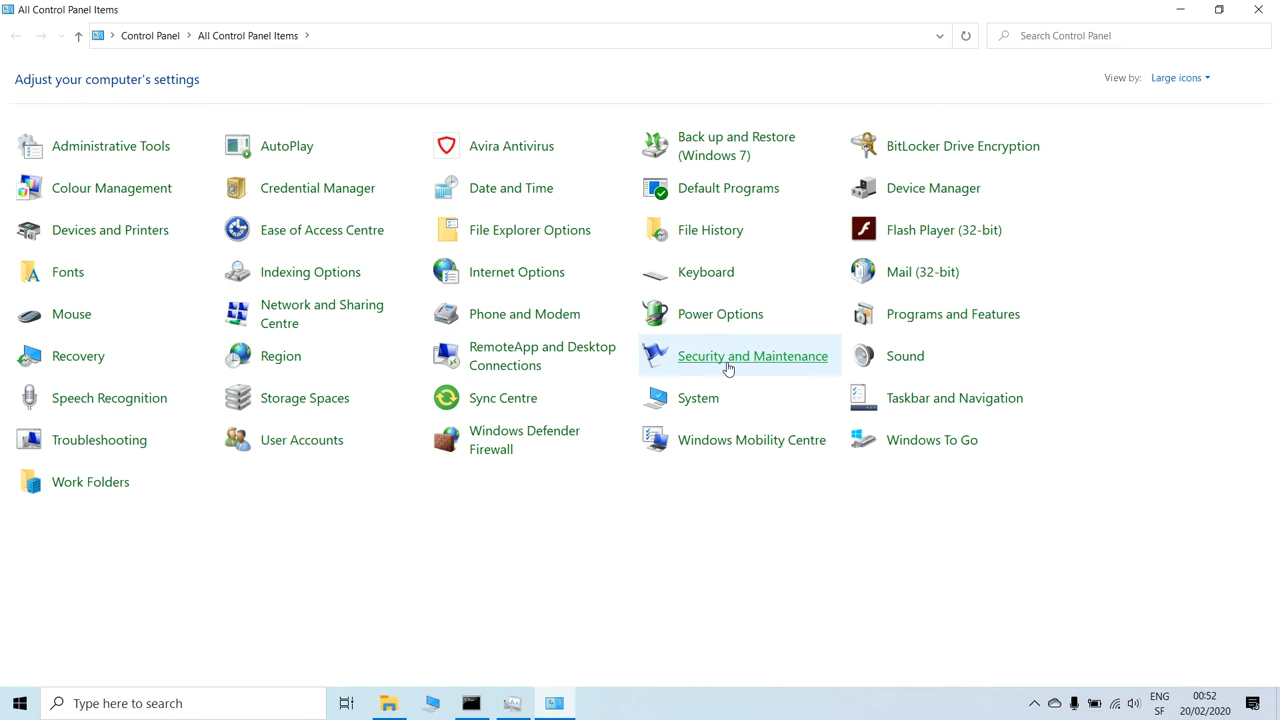 All Control Panel Items
Control Panel
All Control Panel Items
Search Control Panel
Adjust your computer's settings
View by: Large icons
Administrative Tools
AutoPlay
Avira Antivirus
Back up and Restore
(Windows 7)
BitLocker Drive Encryption
Colour Management
Credential Manager
Date and Time
Default Programs
Device Manager
Devices and Printers
Ease of Access Centre
File Explorer Options
File History
Flash Player (32-bit)
Fonts
Indexing Options
Internet Options
Keyboard
Mail (32-bit)
Mouse
Network and Sharing
Centre
Phone and Modem
Power Options
Programs and Features
Recovery
Region
RemoteApp and Desktop
Connections
Security and Maintenance
Sound
Speech Recognition
Storage Spaces
Sync Centre
System
Taskbar and Navigation
Troubleshooting
User Accounts
Windows Defender
Firewall
Windows Mobility Centre
Windows To Go
Work Folders
Type here to search
ENG
SF
00:52
20/02/2020